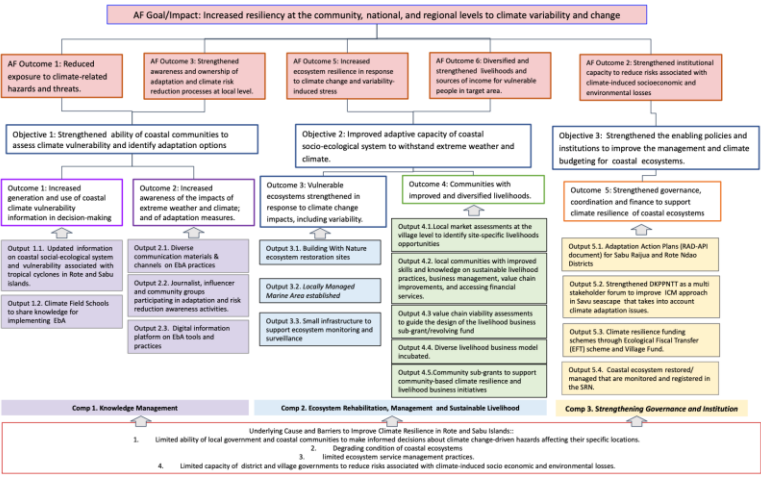 AF Goal/Impact: Increased resiliency at the community, national, and regional levels to climate variability and change
AF Outcome 1: Reduced
exposure to climate-related
hazards and threats.
AF Outcome 3: Strengthened
awareness and ownership of
adaptation and climate risk
reduction processes at local level.
AF Outcome 5: Increased
ecosystem resilience in response
to climate change and variability-
induced stress
AF Outcome 6: Diversified and
strengthened livelihoods and
sources of income for vulnerable
people in target area.
AF Outcome 2: Strengthened institutional
capacity to reduce risks associated with
climate-induced socioeconomic and
environmental losses
Objective 1: Strengthened ability of coastal communities to
assess climate vulnerability and identify adaptation options
Objective 2: Improved adaptive capacity of coastal
socio-ecological system to withstand extreme weather and
climate.
Objective 3: Strengthened the enabling policies and
institutions to improve the management and climate
budgeting for coastal ecosystems.
Outcome 1: Increased
generation and use of coastal
climate vulnerability
information in decision-making
Outcome 2: Increased
awareness of the impacts of
extreme weather and climate;
and of adaptation measures.
Outcome 3: Vulnerable
ecosystems strengthened in
response to climate change
impacts, including variability.
Outcome 4: Communities with
improved and diversified livelihoods.
Outcome 5: Strengthened governance,
coordination and finance to support
climate resilience of coastal ecosystems
Output 1.1. Updated information
on coastal social-ecological system
and vulnerability associated with
tropical cyclones in Rote and Sabu
islands.
Output 1.2. Climate Field Schools
to share knowledge for
implementing EbA
Output 2.1. Diverse
communication materials &
channels on EbA practices
Output 2.2. Journalist, influencer
and community groups
participating in adaptation and risk
reduction awareness activities.
Output 2.3. Digital information
platform on EbA tools and
practices
Output 3.1. Building With Nature
ecosystem restoration sites
Output 3.2. Locally Managed
Marine Area established
Output 3.3. Small infrastructure to
support ecosystem monitoring and
surveillance
Output 4.1.Local market assessments at the
village level to identify site-specific livelihoods
opportunities
Output 4.2. local communities with improved
skills and knowledge on sustainable livelihood
practices, business management, value chain
improvements, and accessing financial
services.
Output 4.3 value chain viability assessments
to guide the design of the livelihood business
sub-grant/revolving fund
Output 4.4. Diverse livelihood business model
incubated.
Output 4.5.Community sub-grants to support
community-based climate resilience and
livelihood business initiatives
Output 5.1. Adaptation Action Plans (RAD-API
document) for Sabu Raijua and Rote Ndao
Districts
Output 5.2. Strengthened DKPPNTT as a multi
stakeholder forum to improve ICM approach
in Savu seascape that takes into account
climate adaptation issues.
Output 5.3. Climate resilience funding
schemes through Ecological Fiscal Transfer
(EFT) scheme and Village Fund.
Output 5.4. Coastal ecosystem restored/
managed that are monitored and registered in
the SRN.
Comp 1. Knowledge Management
Comp 2. Ecosystem Rehabilitation, Management and Sustainable Livelihood
Comp 3. Strengthening Governance and Institution
Underlying Cause and Barriers to Improve Climate Resilience in Rote and Sabu Islands::
1. Limited ability of local government and coastal communities to make informed decisions about climate change-driven hazards affecting their specific locations.
2. Degrading condition of coastal ecosystems
3. limited ecosystem service management practices.
4. Limited capacity of district and village governments to reduce risks associated with climate-induced socio economic and environmental losses.